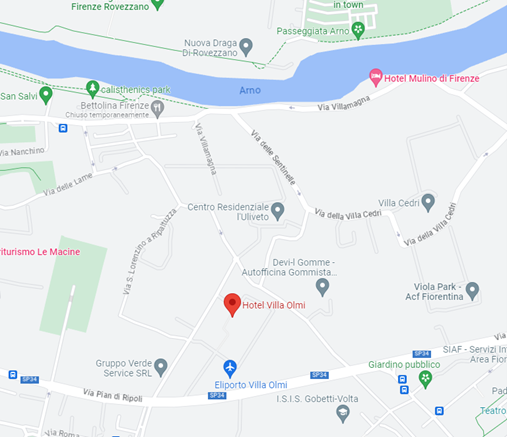 Firenze Rovezzano
in town
Passeggiata Arno
Nuova Draga
Di Rovezzano
Hotel Mulino di Firenze
calisthenics park
Arno
San Salvi
Bettolina Firenze
Chiuso temporaneamente
Via Villamagna
Via Nanchino
Via Villamagna
Via delle Sentinelle
Via delle Lame
Centro Residenziale
l'Uliveto
Villa Cedri
Via della Villa Cedri
Via della Villa Cedri
Via S. Lorentino a Ripaltuzza
riturismo Le Macine
Devi-I Gomme -
Autofficina Gommista...
Viola Park -
Acf Fiorentina
Hotel Villa Olmi
Via
SIAF - Servizi In
Area Fior
Gruppo Verde
Service SRL
Giardino pubblico
SP34
SP34
Eliporto Villa Olmi
SP34
SP34
Via Pian di Ripoli
I.S.I.S. Gobetti-Volta
Pad
Teatro
Via Roma